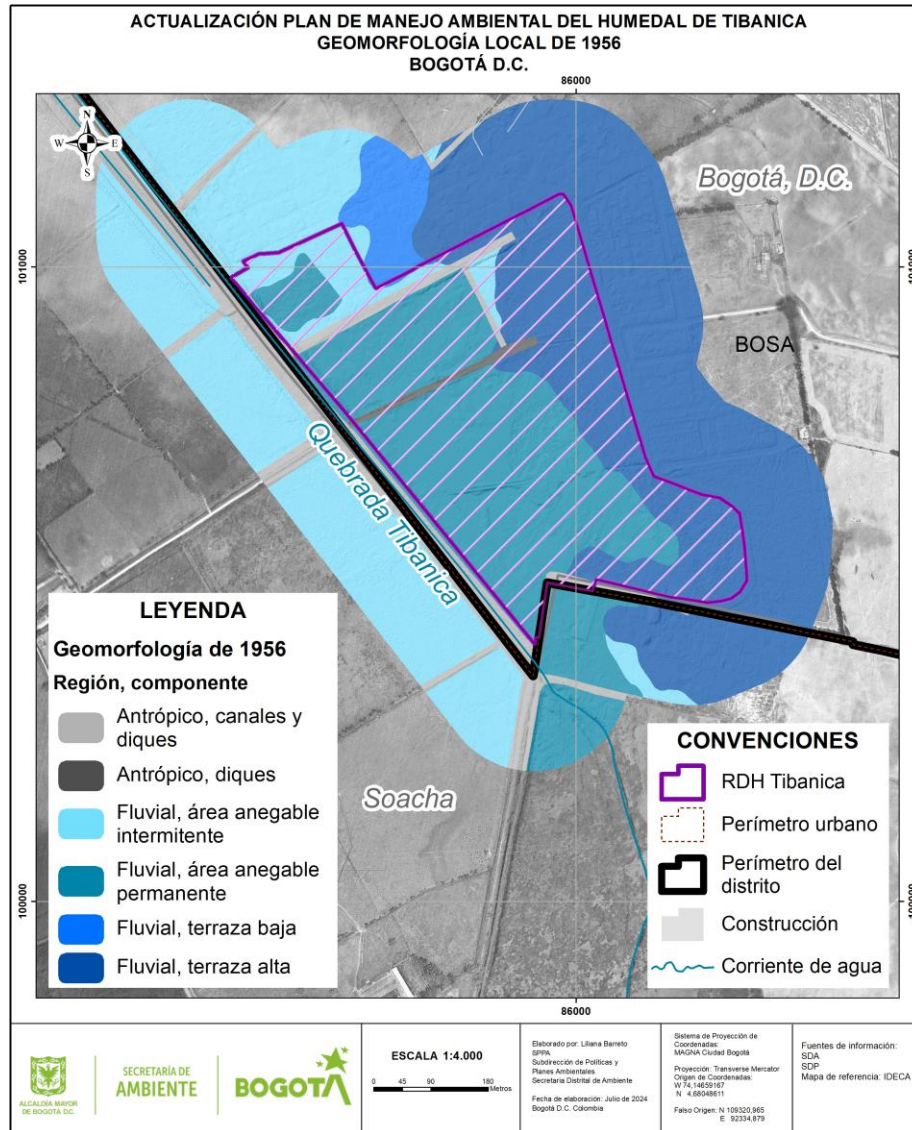 ACTUALIZACIÓN PLAN DE MANEJO AMBIENTAL DEL HUMEDAL DE TIBANICA
GEOMORFOLOGÍA LOCAL DE 1956
BOGOTÁ D.C.
86000
N
W E
S
Bogotá, D.C.
101000
101000
BOSA
Quebrada Tibanica
Soacha
LEYENDA
Geomorfología de 1956
Región, componente
Antrópico, canales y
diques
Antrópico, diques
Fluvial, área anegable
intermitente
Fluvial, área anegable
permanente
Fluvial, terraza baja
Fluvial, terraza alta
CONVENCIONES
RDH Tibanica
Perímetro urbano
Perímetro del
distrito
Construcción
Corriente de agua
100000
100000
86000
ALCALDÍA MAYOR
DE BOGOTÁ D.C.
SECRETARÍA DE
AMBIENTE
BOGOTÁ
ESCALA 1:4.000
0 45 90 180
Metros
Elaborado por: Liliana Barreto
SPPA
Subdirección de Políticas y
Planes Ambientales
Secretaria Distrital de Ambiente
Fecha de elaboración: Julio de 2024
Bogotá D.C. Colombia
Sistema de Proyección de
Coordenadas:
MAGNA Ciudad Bogotá
Proyección: Transverse Mercator
Origen de Coordenadas:
W 74,14659167
N 4,68048611
Falso Origen: N 109320,965
E 92334,879
Fuentes de información:
SDA
SDP
Mapa de referencia: IDECA